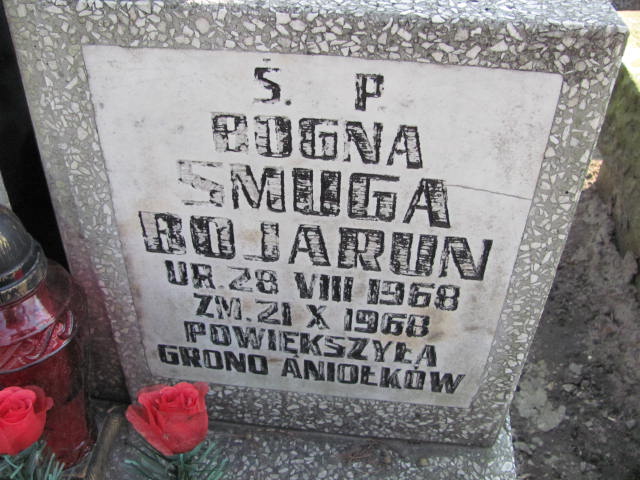 Ś. P.
BOGNA
SMUGA
BOJARUN
UR. 28 VIII 1968
ZM. 21 X 1968
POWIĘKSZYŁA
GRONO ANIOŁKÓW